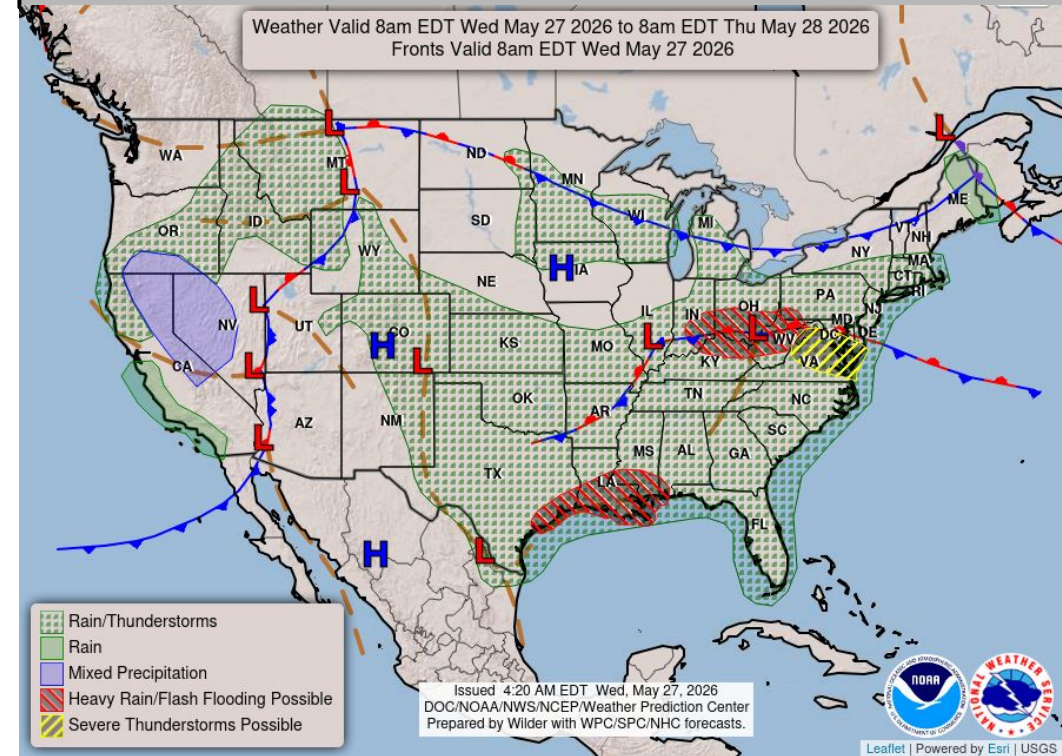 Weather Valid 8am EDT Wed May 27 2026 to 8am EDT Thu May 28 2026
Fronts Valid 8am EDT Wed May 27 2026
WA
MT
ND
MN
L
L
L
ME
OR
ID
WY
SD
WI
MI
NY
VT
NH
MA
CT
RI
NE
H
IA
PA
NJ
L
NV
UT
H
CO
L
KS
MO
IL
L
IN
OH
L
WV
MD
DE
DC
VA
KY
CA
L
L
AZ
NM
OK
AR
TN
NC
SC
MS
AL
GA
TX
LA
FL
H
L
Rain/Thunderstorms
Rain
Mixed Precipitation
Heavy Rain/Flash Flooding Possible
Severe Thunderstorms Possible
Issued 4:20 AM EDT Wed, May 27, 2026
DOC/NOAA/NWS/NCEP/Weather Prediction Center
Prepared by Wilder with WPC/SPC/NHC forecasts.
NOAA
NATIONAL WEATHER SERVICE
Leaflet | Powered by Esri | USGS